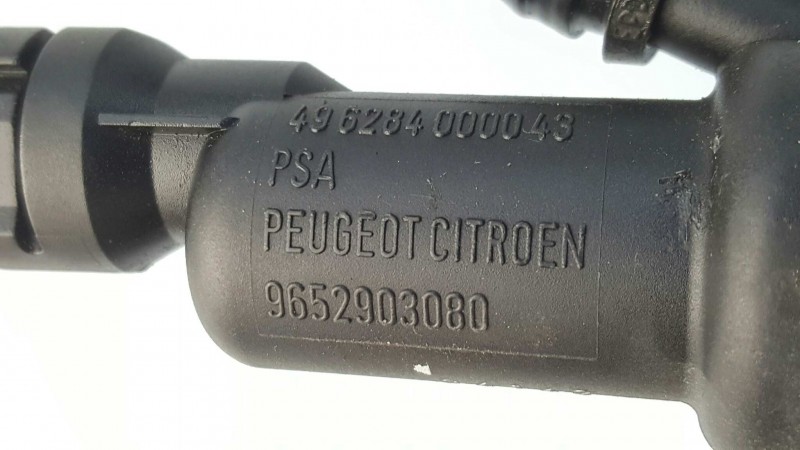 49 6284 000043
PSA
PEUGEOT CITROEN
9652903080